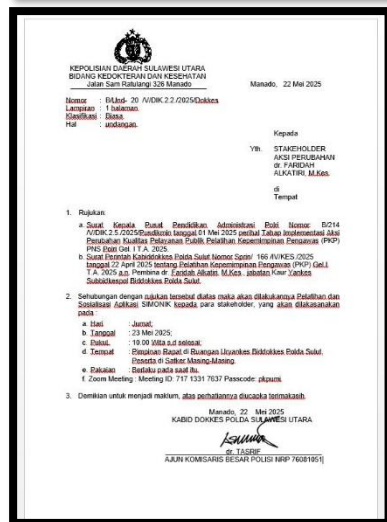 KEPOLISIAN DAERAH SULAWESI UTARA
BIDANG KEDOKTERAN DAN KESEHATAN
Jalan Sam Ratulangi 326 Manado
Manado, 22 Mei 2025
Nomor : B/Und- 20 /V/DIK.2.2./2025/Dokkes
Lampiran : 1 halaman
Klasifikasi : Biasa
Hal : undangan.
Kepada
Yth. STAKEHOLDER
AKSI PERUBAHAN
dr. FARIDAH
ALKATIRI, M.Kes.
di
Tempat
1. Rujukan:
a. Surat Kepala Pusat Pendidikan Administrasi Polri Nomor B/214
/V/DIK.2.5./2025/Pusdikmin tanggal 01 Mei 2025 perihal Tahap Implementasi Aksi
Perubahan Kualitas Pelayanan Publik Pelatihan Kepemimpinan Pengawas (PKP)
PNS Polri Gel. I T.A. 2025.
b. Surat Perintah Kabiddokkes Polda Sulut Nomor Sprin/ 166 /IV/KES./2025
tanggal 22 April 2025 tentang Pelatihan Kepemimpinan Pengawas (PKP) Gel.I
T.A. 2025 a.n. Pembina dr. Faridah Alkatiri, M.Kes., jabatan Kaur Yankes
Subbidkespol Biddokkes Polda Sulut.
2. Sehubungan dengan rujukan tersebut diatas maka akan dilakukannya Pelatihan dan
Sosialisasi Aplikasi SIMONIK kepada para stakeholder, yang akan dilaksanakan
pada :
a. Hari : Jumat;
b. Tanggal : 23 Mei 2025;
c. Pukul : 10.00 Wita s.d selesai;
d. Tempat : Pimpinan Rapat di Ruangan Uryankes Biddokkes Polda Sulut,
Peserta di Satker Masing-Masing.
e. Pakaian : Berlaku pada saat itu.
f. Zoom Meeting : Meeting ID: 717 1331 7637 Passcode: pkpumi.
3. Demikian untuk menjadi maklum, atas perhatiannya diucapka terimakasih.
Manado, 22 Mei 2025
KABID DOKKES POLDA SULAWESI UTARA
dr. TASRIF
AJUN KOMISARIS BESAR POLISI NRP 76081051